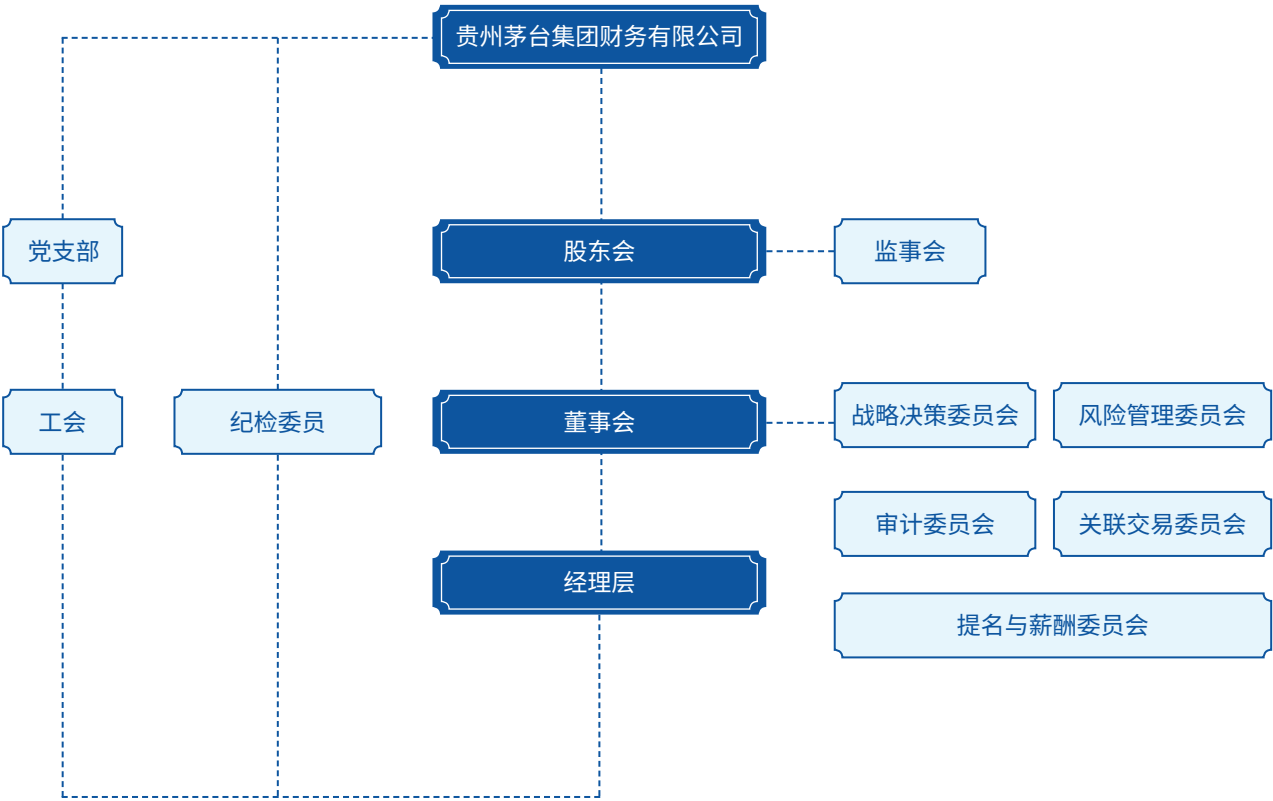 贵州茅台集团财务有限公司
党支部
股东会
监事会
工会
纪检委员
董事会
战略决策委员会
风险管理委员会
审计委员会
关联交易委员会
经理层
提名与薪酬委员会